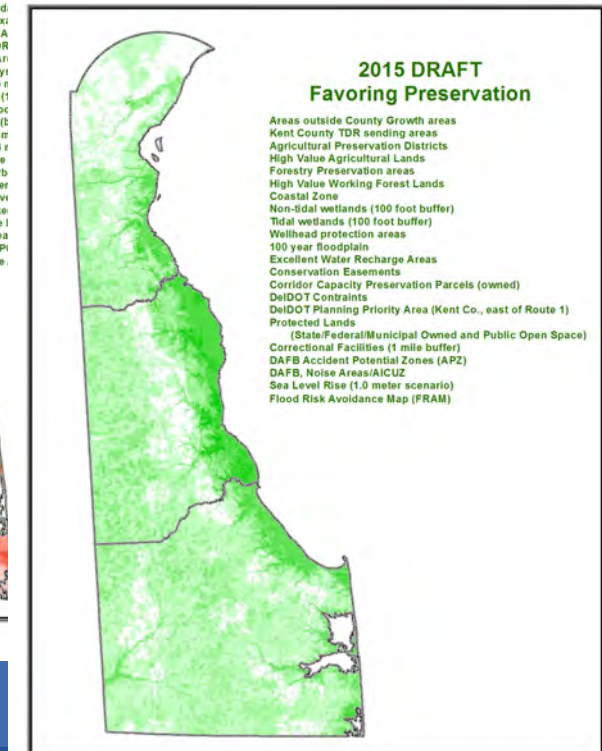 2015 DRAFT
Favoring Preservation
Areas outside County Growth areas
Kent County TDR sending areas
Agricultural Preservation Districts
High Value Agricultural Lands
Forestry Preservation areas
High Value Working Forest Lands
Coastal Zone
Non-tidal wetlands (100 foot buffer)
Tidal wetlands (100 foot buffer)
Wellhead protection areas
100 year floodplain
Excellent Water Recharge Areas
Conservation Easements
Corridor Capacity Preservation Parcels (owned)
DelDOT Contraints
DelDOT Planning Priority Area (Kent Co., east of Route 1)
Protected Lands
(State/Federal/Municipal Owned and Public Open Space)
Correctional Facilities (1 mile buffer)
DAFB Accident Potential Zones (APZ)
DAFB, Noise Areas/AICUZ
Sea Level Rise (1.0 meter scenario)
Flood Risk Avoidance Map (FRAM)